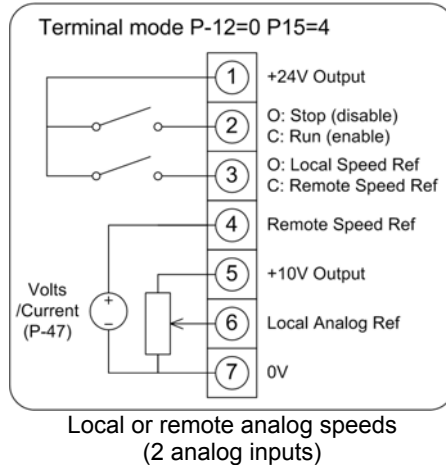 Terminal mode P-12=0 P15=4
1 +24V Output
2 O: Stop (disable)
C: Run (enable)
3 O: Local Speed Ref
C: Remote Speed Ref
4 Remote Speed Ref
5 +10V Output
Volts
/Current
(P-47)
+
–
6 Local Analog Ref
7 0V
Local or remote analog speeds
(2 analog inputs)